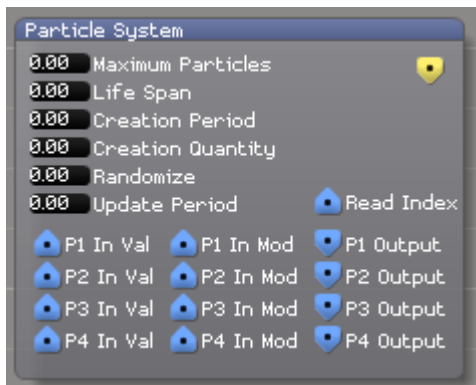 Particle System
0.00 Maximum Particles
0.00 Life Span
0.00 Creation Period
0.00 Creation Quantity
0.00 Randomize
0.00 Update Period Read Index
P1 In Val P1 In Mod P1 Output
P2 In Val P2 In Mod P2 Output
P3 In Val P3 In Mod P3 Output
P4 In Val P4 In Mod P4 Output